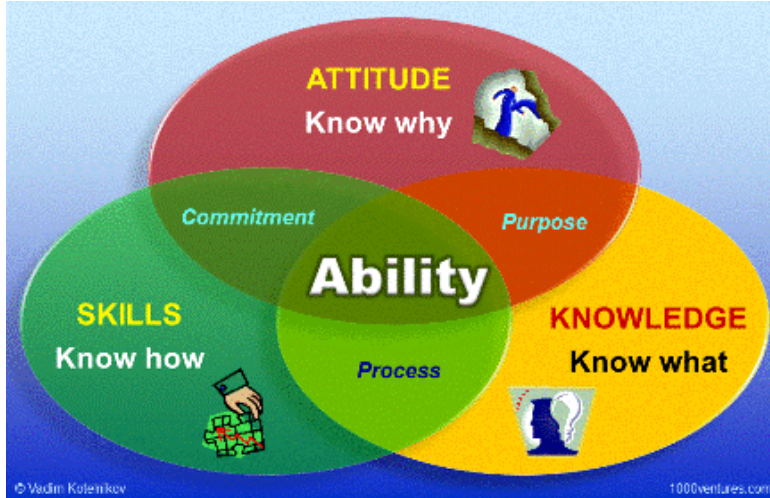 ATTITUDE
Know why
Commitment
Purpose
Ability
SKILLS
Know how
KNOWLEDGE
Know what
Process
© Vadim Kotelnikov
1000ventures.com